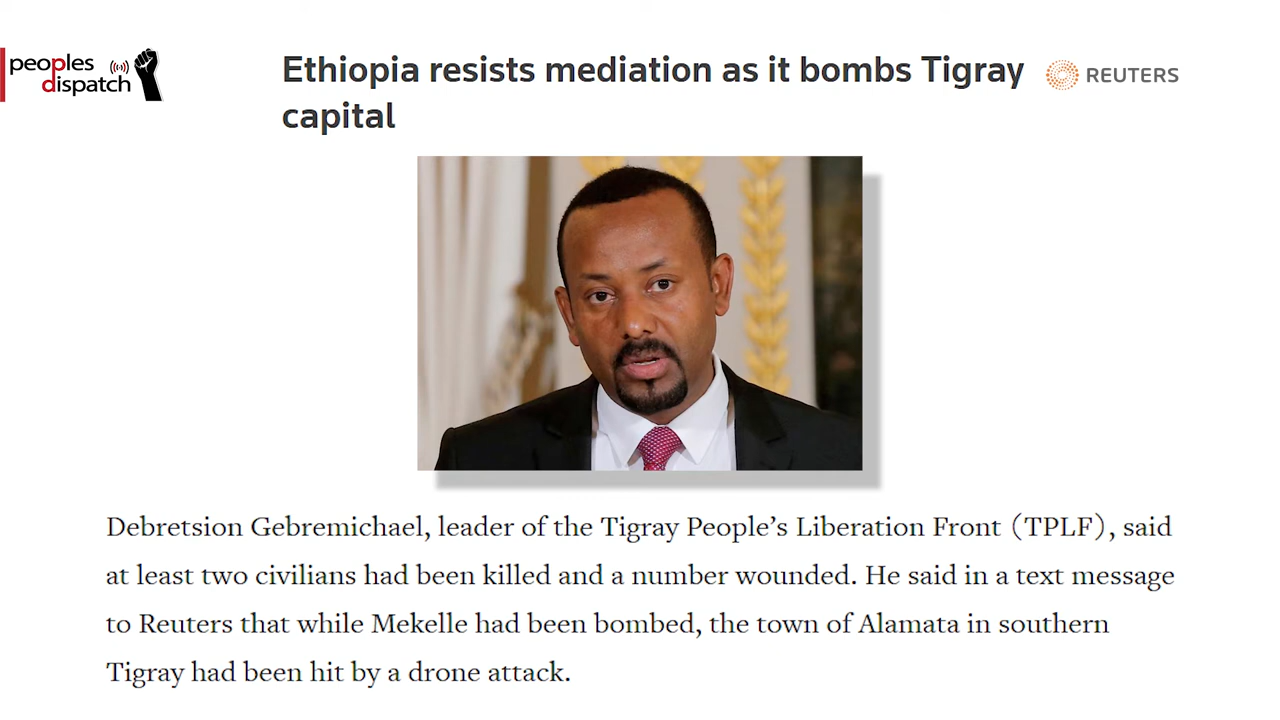 peoples
dispatch
Ethiopia resists mediation as it bombs Tigray
capital
REUTERS
Debretsion Gebremichael, leader of the Tigray People's Liberation Front (TPLF), said
at least two civilians had been killed and a number wounded. He said in a text message
to Reuters that while Mekelle had been bombed, the town of Alamata in southern
Tigray had been hit by a drone attack.